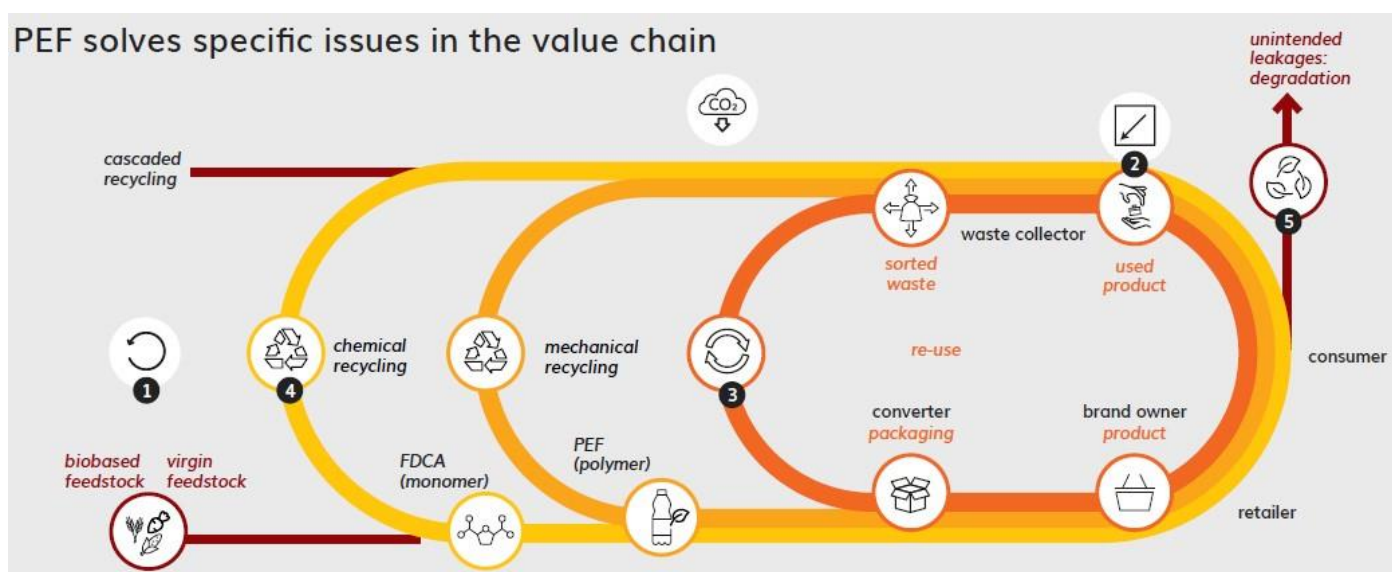 PEF solves specific issues in the value chain
unintended
leakages:
degradation
CO₂
cascaded
recycling
2
5
waste collector
sorted
waste
used
product
chemical
recycling
mechanical
recycling
re-use
consumer
1
4
3
converter
packaging
brand owner
product
biobased
feedstock
virgin
feedstock
FDCA
(monomer)
PEF
(polymer)
retailer